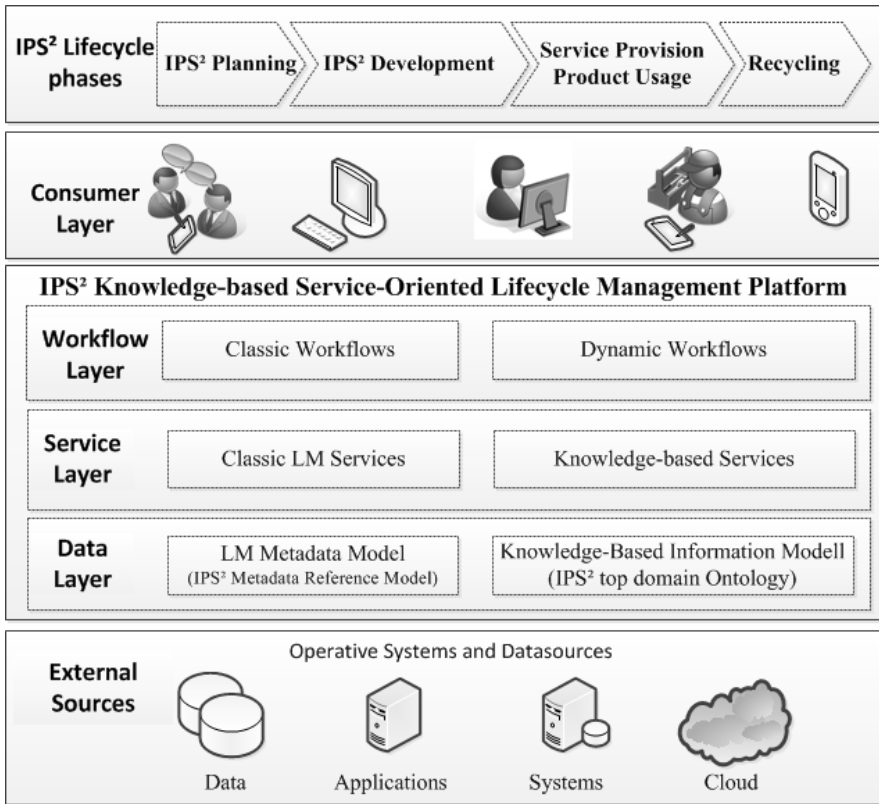 IPS² Lifecycle phases
IPS² Planning
IPS² Development
Service Provision
Product Usage
Recycling
Consumer
Layer
IPS² Knowledge-based Service-Oriented Lifecycle Management Platform
Workflow
Layer
Classic Workflows
Dynamic Workflows
Service
Layer
Classic LM Services
Knowledge-based Services
Data
Layer
LM Metadata Model
(IPS² Metadata Reference Model)
Knowledge-Based Information Modell
(IPS² top domain Ontology)
External
Sources
Operative Systems and Datasources
Data
Applications
Systems
Cloud